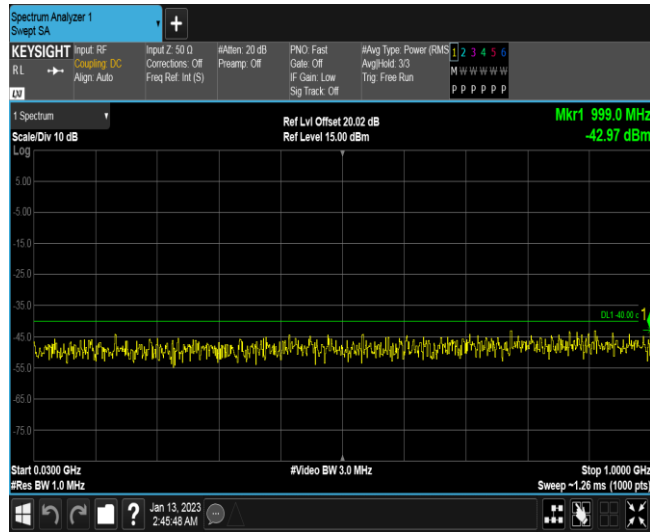 Spectrum Analyzer 1
Swept SA
KEYSIGHT
R L
LXI
Input: RF
Coupling: DC
Align: Auto
Input Z: 50 Ω
Corrections: Off
Freq Ref: Int (S)
#Atten: 20 dB
Preamp: Off
PNO: Fast
Gate: Off
IF Gain: Low
Sig Track: Off
#Avg Type: Power (RMS
Avg|Hold: 3/3
Trig: Free Run
1 2 3 4 5 6
M W W W W W
P P P P P P
1 Spectrum
Scale/Div 10 dB
Log
Ref Lvl Offset 20.02 dB
Ref Level 15.00 dBm
Mkr1 999.0 MHz
-42.97 dBm
5.00
-5.00
-15.0
-25.0
-35.0
-45.0
-55.0
-65.0
-75.0
DL1 -40.00 c
1
Start 0.0300 GHz
#Res BW 1.0 MHz
#Video BW 3.0 MHz
Stop 1.0000 GHz
Sweep ~1.26 ms (1000 pts)
?
Jan 13, 2023
2:45:48 AM